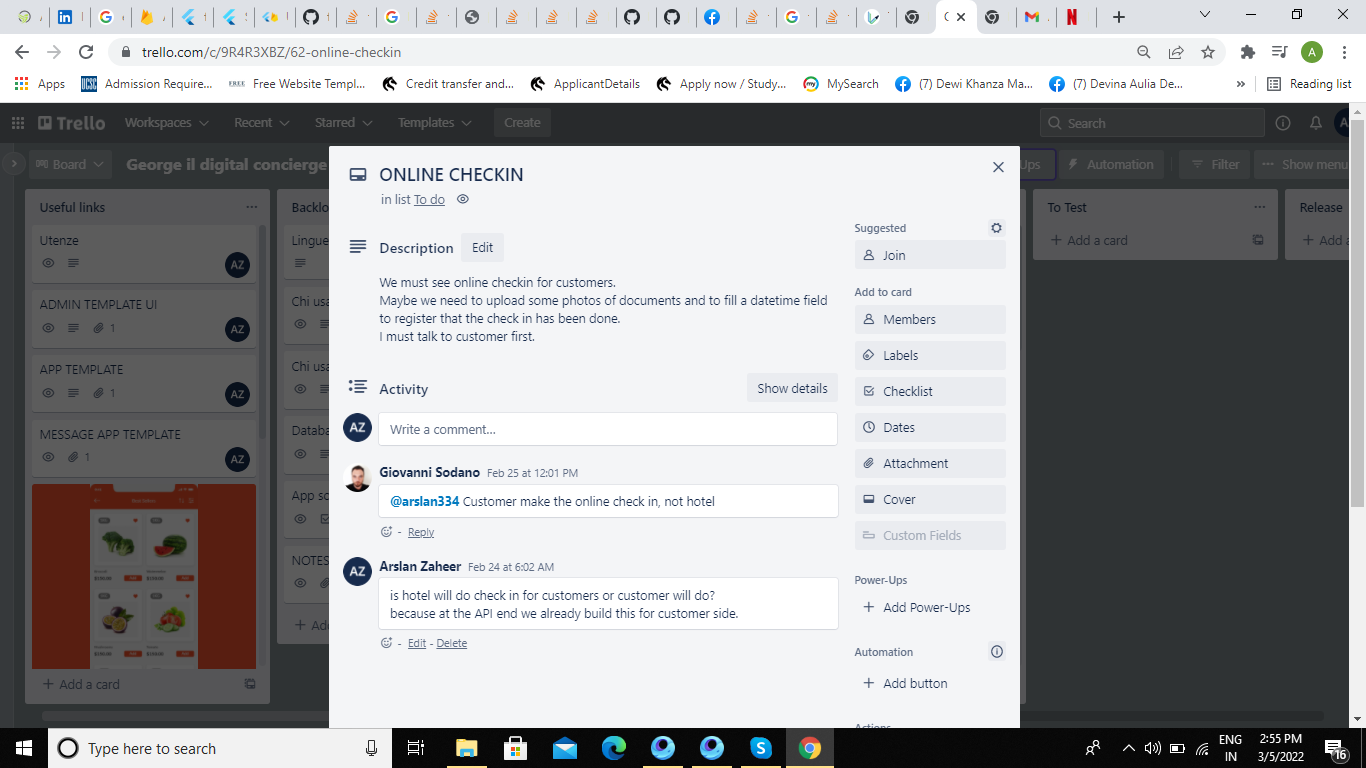 trello.com/c/9R4R3XBZ/62-online-checkin
A
Apps
Admission Require...
Free Website Templ...
Credit transfer and...
ApplicantDetails
Apply now / Study...
MySearch
(7) Dewi Khanza Ma...
(7) Devina Aulia De...
»
Reading list
Trello
Workspaces
Recent
Starred
Templates
Create
Search
Board
George il digital concierge
Ups
Automation
Filter
Show menu
Useful links
Utenze
AZ
ADMIN TEMPLATE UI
1
AZ
APP TEMPLATE
1
AZ
MESSAGE APP TEMPLATE
1
AZ
+ Add a card
Backlo
Lingue
Chi usa
Chi usa
Databa
App sc
NOTES
+ Ad
ONLINE CHECKIN
in list To do
Description
Edit
We must see online checkin for customers.
Maybe we need to upload some photos of documents and to fill a datetime field
to register that the check in has been done.
I must talk to customer first.
Activity
Show details
AZ
Write a comment...
Giovanni Sodano Feb 25 at 12:01 PM
@arslan334 Customer make the online check in, not hotel
- Reply
AZ
Arslan Zaheer Feb 24 at 6:02 AM
is hotel will do check in for customers or customer will do?
because at the API end we already build this for customer side.
- Edit - Delete
Suggested
Join
Add to card
Members
Labels
Checklist
Dates
Attachment
Cover
Custom Fields
Power-Ups
+ Add Power-Ups
Automation
+ Add button
Actions
To Test
+ Add a card
Release
+ Add a
Type here to search
ENG
IN
2:55 PM
3/5/2022
16